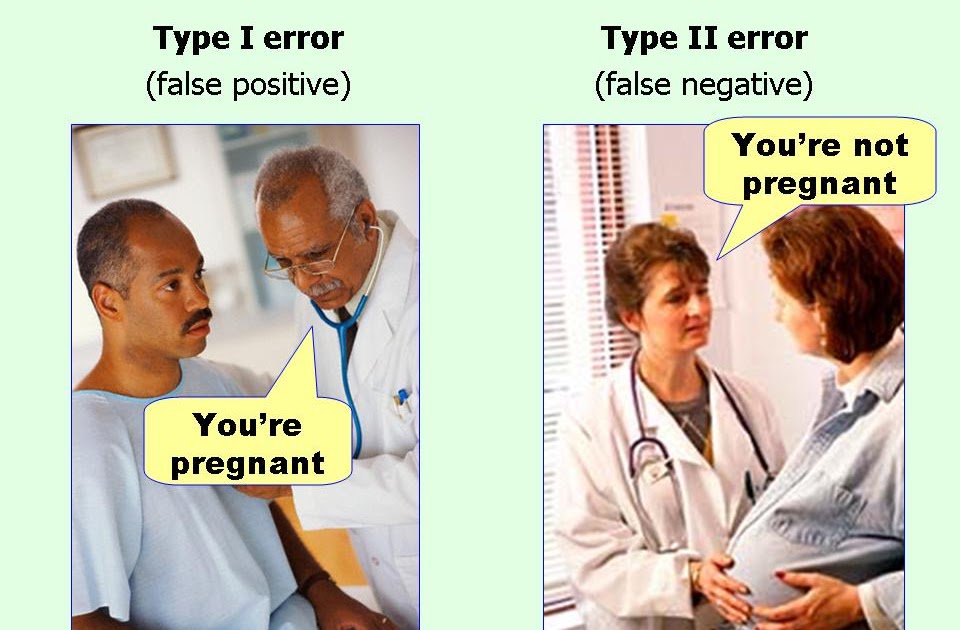 Type I error
(false positive)
You're
pregnant
Type II error
(false negative)
You're not
pregnant